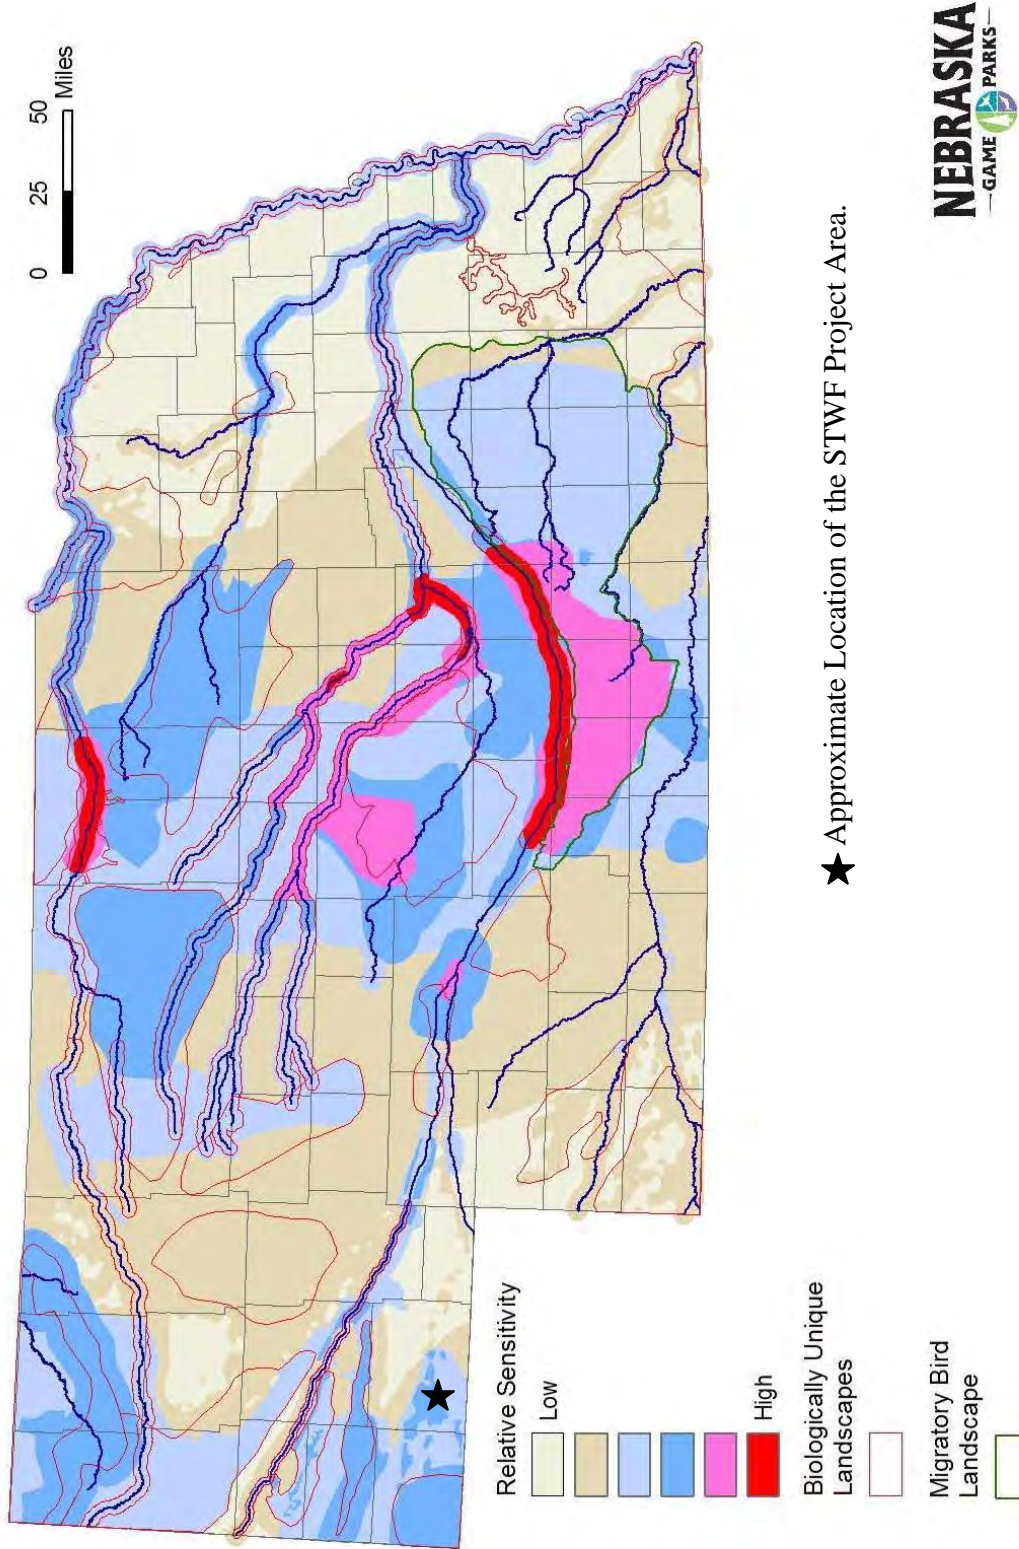 0 25 50
Miles
Relative Sensitivity
Low
High
Biologically Unique
Landscapes
Migratory Bird
Landscape
★ Approximate Location of the STWF Project Area.
NEBRASKA
—GAME PARKS—